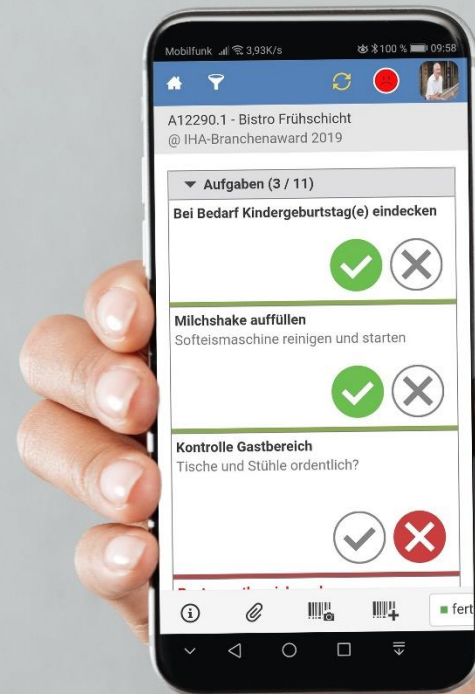 Mobilfunk 3,93K/s 100 % 09:58
A12290.1 - Bistro Frühschicht
@ IHA-Branchenaward 2019
Aufgaben (3 / 11)
Bei Bedarf Kindergeburtstag(e) eindecken
Milchshake auffüllen
Softeismaschine reinigen und starten
Kontrolle Gastbereich
Tische und Stühle ordentlich?
fert